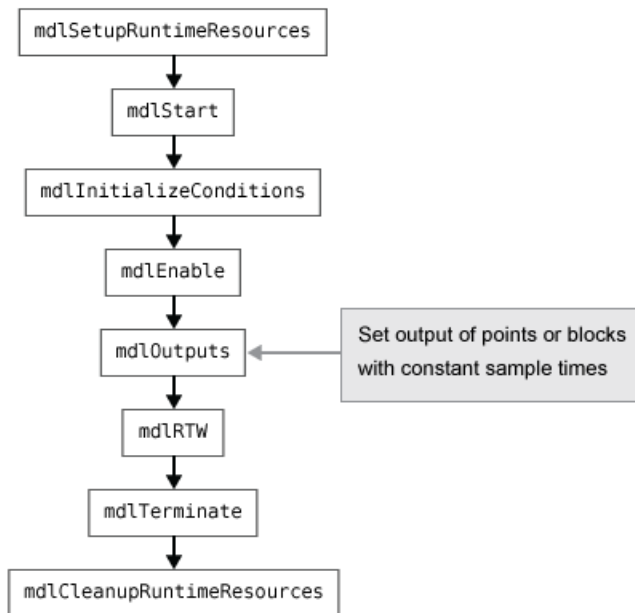 mdlSetupRuntimeResources
mdlStart
mdlInitializeConditions
mdlEnable
mdlOutputs
Set output of points or blocks
with constant sample times
mdlRTW
mdlTerminate
mdlCleanupRuntimeResources